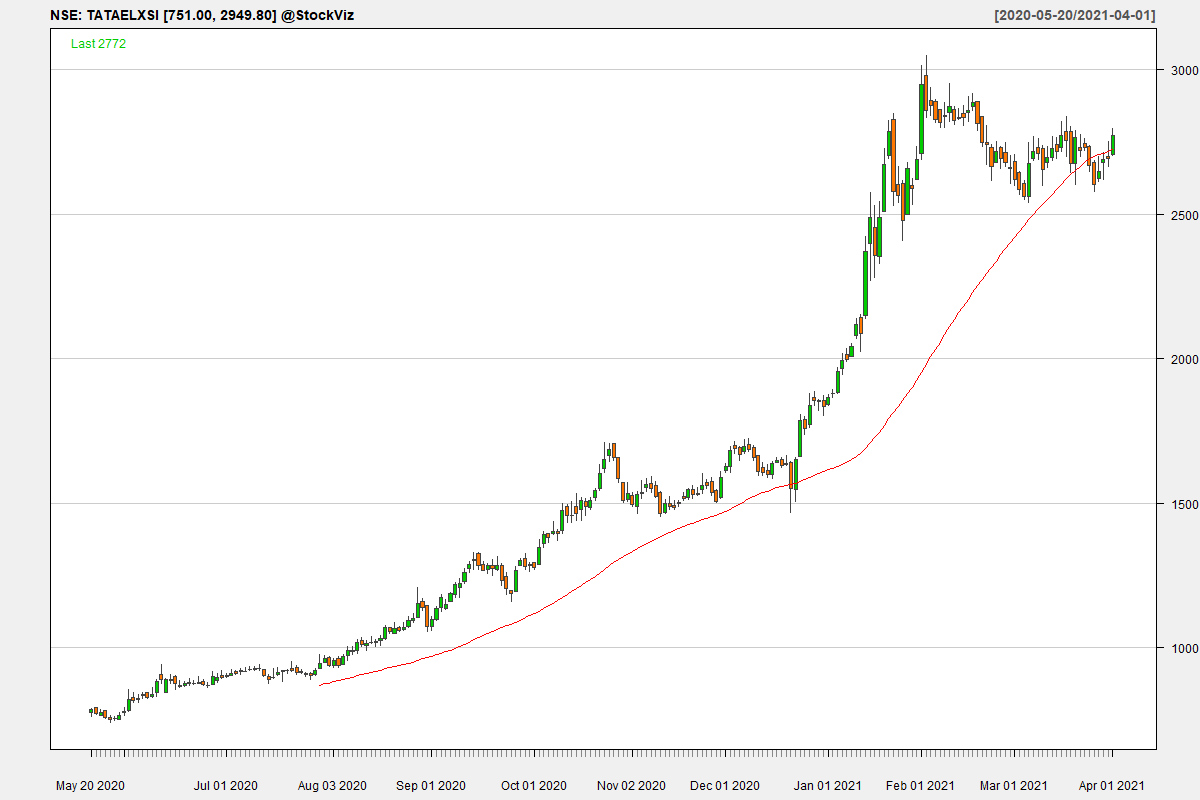 NSE: TATAELXSI [751.00, 2949.80] @StockViz
[2020-05-20/2021-04-01]
Last 2772
3000
2500
2000
1500
1000
May 20 2020
Jul 01 2020
Aug 03 2020
Sep 01 2020
Oct 01 2020
Nov 02 2020
Dec 01 2020
Jan 01 2021
Feb 01 2021
Mar 01 2021
Apr 01 2021